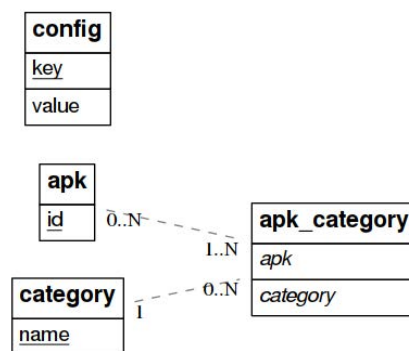 config
key
value
apk
id
0..N
1..N
apk_category
apk
category
category
name
1
0..N